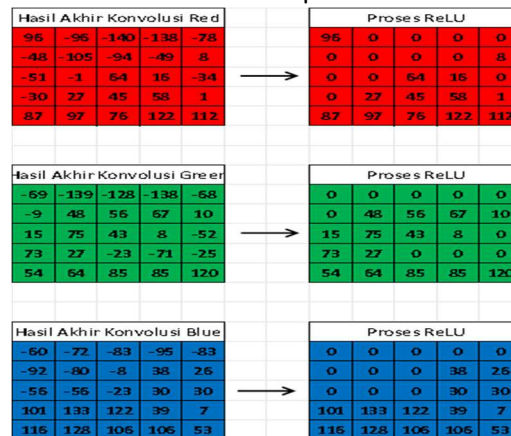 Hasil Akhir Konvolusi Red Proses ReLU
96 -96 -140 -138 -78 96 0 0 0 0
-48 -105 -94 -49 8 0 0 0 0 8
-51 -1 64 16 -34 0 0 64 16 0
-30 27 45 58 1 0 27 45 58 1
87 97 76 122 112 87 97 76 122 112
Hasil Akhir Konvolusi Green Proses ReLU
-69 -139 -128 -138 -68 0 0 0 0 0
-9 48 56 67 10 0 48 56 67 10
15 75 43 8 -52 15 75 43 8 0
73 27 -23 -71 -25 73 27 0 0 0
54 64 85 85 120 54 64 85 85 120
Hasil Akhir Konvolusi Blue Proses ReLU
-60 -72 -83 -95 -83 0 0 0 0 0
-92 -80 -8 38 26 0 0 0 38 26
-56 -56 -23 30 30 0 0 0 30 30
101 133 122 39 7 101 133 122 39 7
116 128 106 106 53 116 128 106 106 53